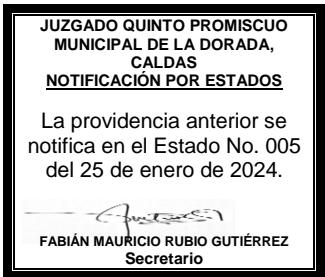 JUZGADO QUINTO PROMISCUO
MUNICIPAL DE LA DORADA,
CALDAS
NOTIFICACIÓN POR ESTADOS
La providencia anterior se
notifica en el Estado No. 005
del 25 de enero de 2024.
FABIÁN MAURICIO RUBIO GUTIÉRREZ
Secretario